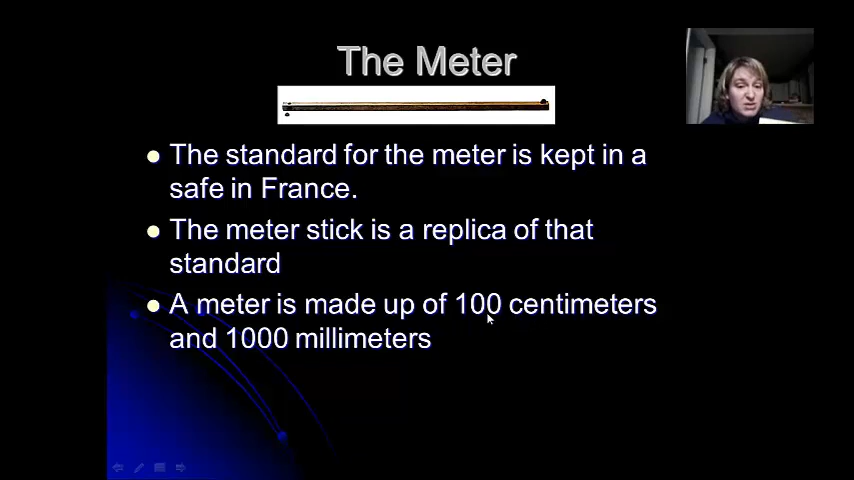 The Meter
The standard for the meter is kept in a
safe in France.
The meter stick is a replica of that
standard
A meter is made up of 100 centimeters
and 1000 millimeters